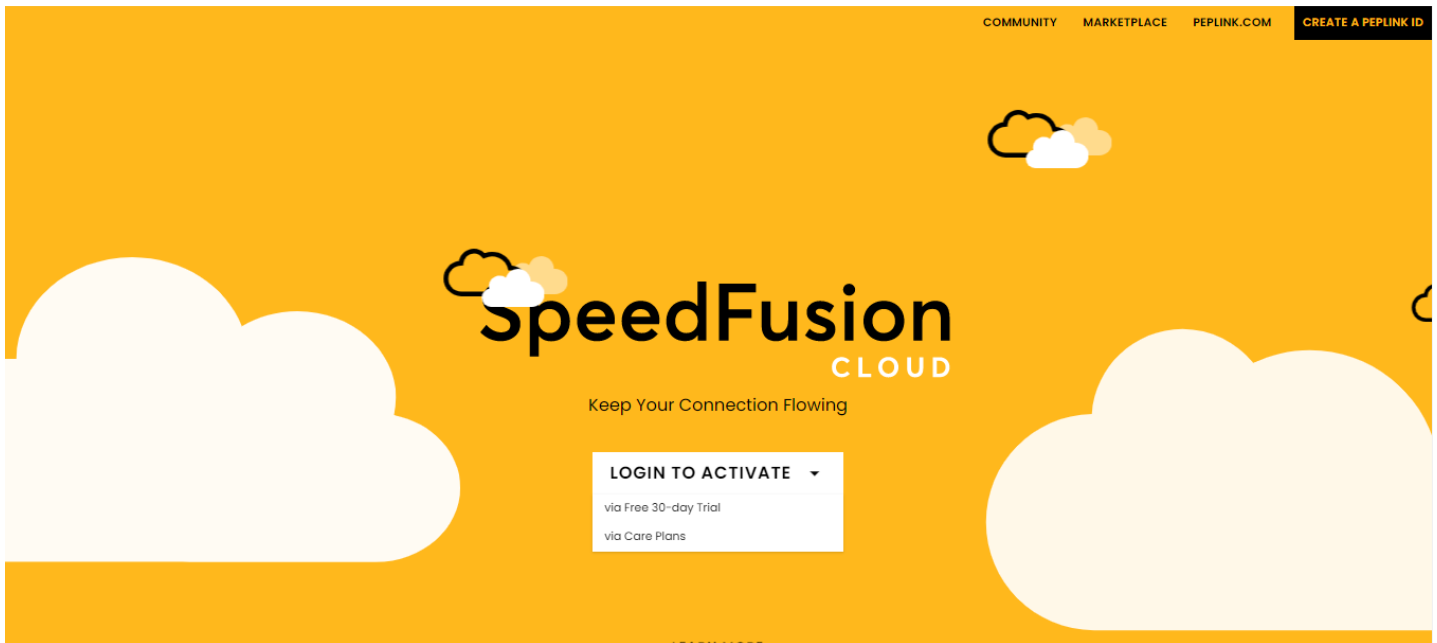 COMMUNITY MARKETPLACE PEPLINK.COM CREATE A PEPLINK ID
SpeedFusion
CLOUD
Keep Your Connection Flowing
LOGIN TO ACTIVATE
via Free 30-day Trial
via Care Plans